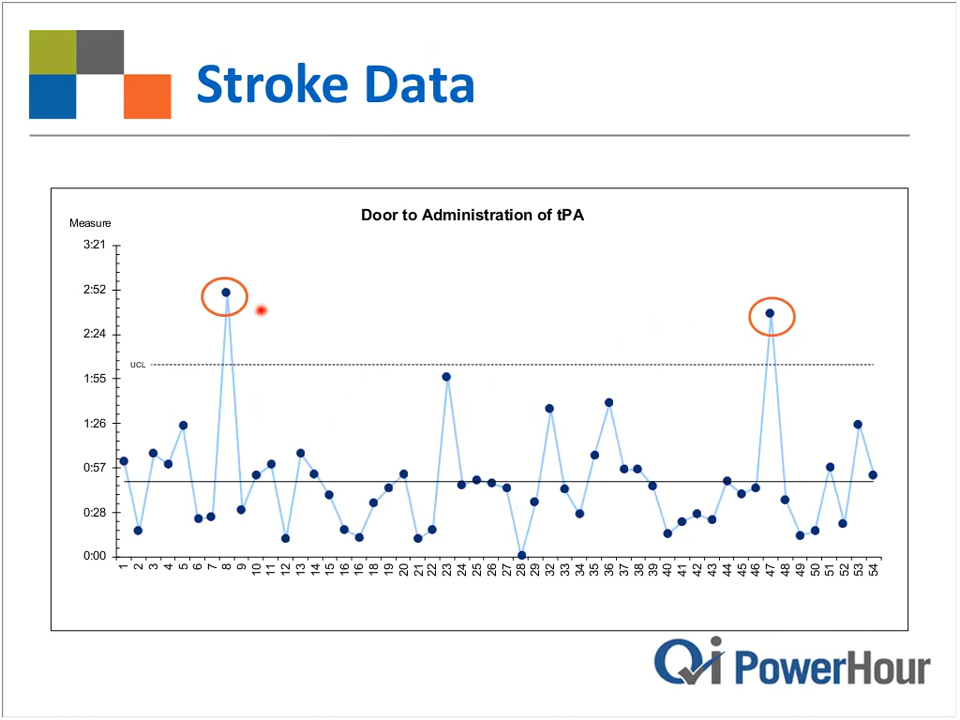 Stroke Data
Door to Administration of tPA
Measure
3:21
2:52
2:24
UCL
1:55
1:26
0:57
0:28
0:00
1 2 3 4 5 6 7 8 9 10 11 12 13 14 15 16 16 18 19 20 21 22 23 24 25 26 27 28 29 32 33 34 35 36 37 38 39 40 41 42 43 44 45 46 47 48 49 50 51 52 53 54
Qi PowerHour